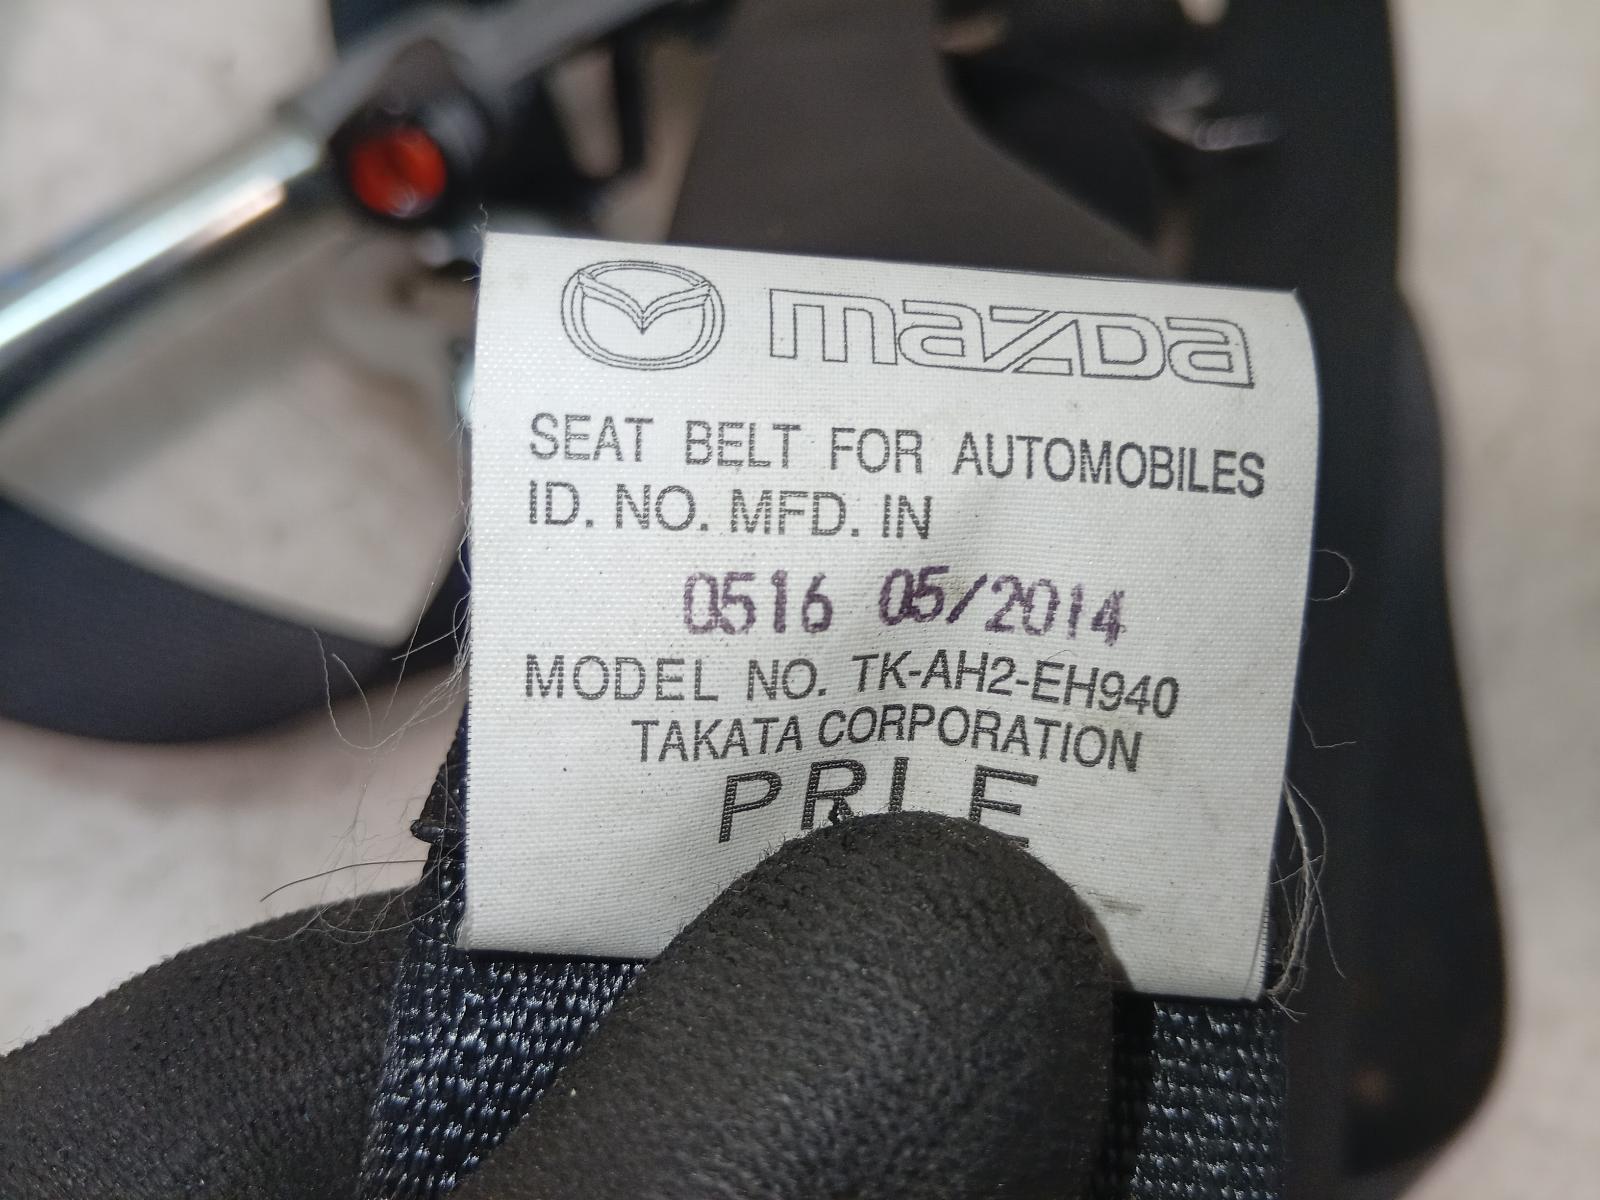 mazda
SEAT BELT FOR AUTOMOBILES
ID. NO. MFD. IN
0516 05/2014
MODEL NO. TK-AH2-EH940
TAKATA CORPORATION